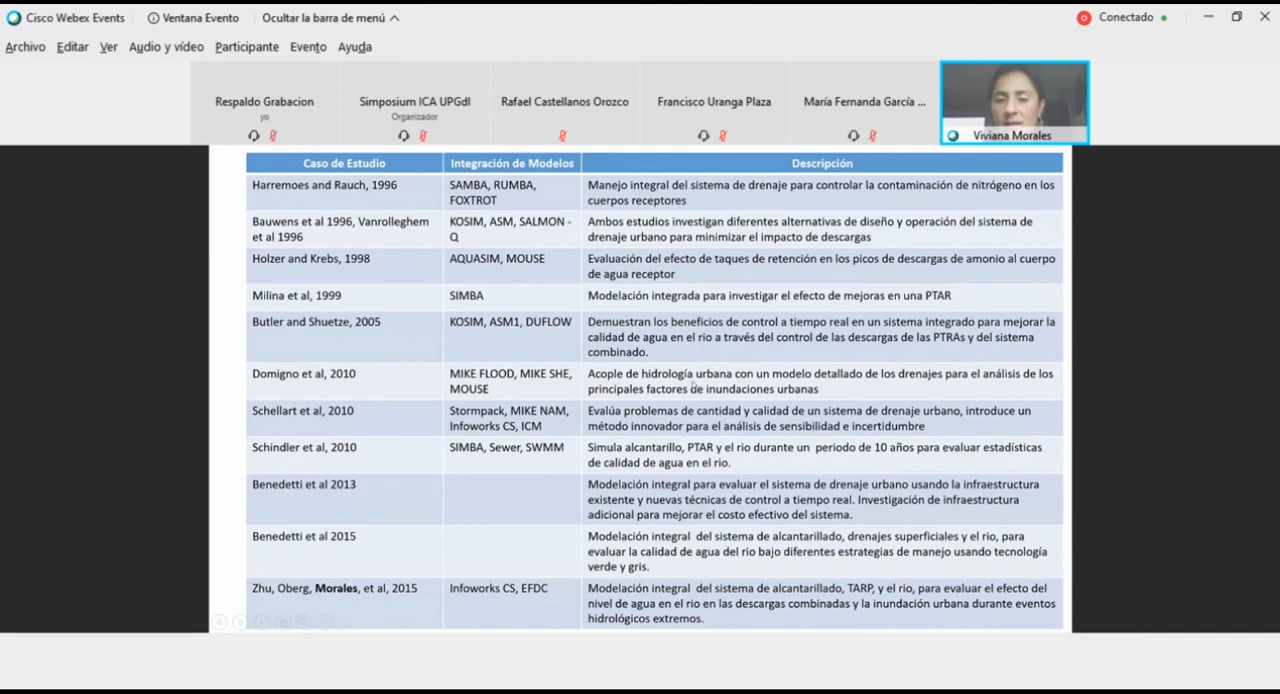 Cisco Webex Events Ventana Evento Ocultar la barra de menú Conectado
Archivo Editar Ver Audio y vídeo Participante Evento Ayuda
Respaldo Grabacion Simposium ICA UPGdl Rafael Castellanos Orozco Francisco Uranga Plaza María Fernanda García ...
yo Organizador
Viviana Morales
Caso de Estudio Integración de Modelos Descripción
Harremoes and Rauch, 1996 SAMBA, RUMBA, Manejo integral del sistema de drenaje para controlar la contaminación de nitrógeno en los
FOXTROT cuerpos receptores
Bauwens et al 1996, Vanrolleghem KOSIM, ASM, SALMON - Ambos estudios investigan diferentes alternativas de diseño y operación del sistema de
et al 1996 Q drenaje urbano para minimizar el impacto de descargas
Holzer and Krebs, 1998 AQUASIM, MOUSE Evaluación del efecto de taques de retención en los picos de descargas de amonio al cuerpo
de agua receptor
Milina et al, 1999 SIMBA Modelación integrada para investigar el efecto de mejoras en una PTAR
Butler and Shuetze, 2005 KOSIM, ASM1, DUFLOW Demuestran los beneficios de control a tiempo real en un sistema integrado para mejorar la
calidad de agua en el rio a través del control de las descargas de las PTRAs y del sistema
combinado.
Domigno et al, 2010 MIKE FLOOD, MIKE SHE, Acople de hidrología urbana con un modelo detallado de los drenajes para el análisis de los
MOUSE principales factores de inundaciones urbanas
Schellart et al, 2010 Stormpack, MIKE NAM, Evalúa problemas de cantidad y calidad de un sistema de drenaje urbano, introduce un
Infoworks CS, ICM método innovador para el análisis de sensibilidad e incertidumbre
Schindler et al, 2010 SIMBA, Sewer, SWMM Simula alcantarillo, PTAR y el rio durante un periodo de 10 años para evaluar estadísticas
de calidad de agua en el rio.
Benedetti et al 2013 Modelación integral para evaluar el sistema de drenaje urbano usando la infraestructura
existente y nuevas técnicas de control a tiempo real. Investigación de infraestructura
adicional para mejorar el costo efectivo del sistema.
Benedetti et al 2015 Modelación integral del sistema de alcantarillado, drenajes superficiales y el rio, para
evaluar la calidad de agua del rio bajo diferentes estrategias de manejo usando tecnología
verde y gris.
Zhu, Oberg, Morales, et al, 2015 Infoworks CS, EFDC Modelación integral del sistema de alcantarillado, TARP, y el rio, para evaluar el efecto del
nivel de agua en el rio en las descargas combinadas y la inundación urbana durante eventos
hidrológicos extremos.